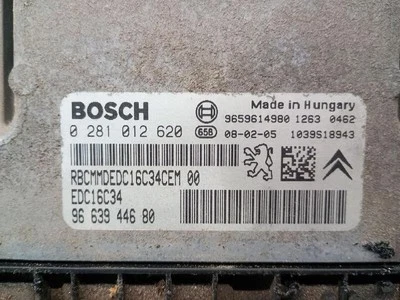 BOSCH
Made in Hungary
9659614980 1263 0462
0 281 012 620
658
08-02-05
1039S18943
RBCMMDEDC16C34CEM 00
EDC16C34
96 639 446 80